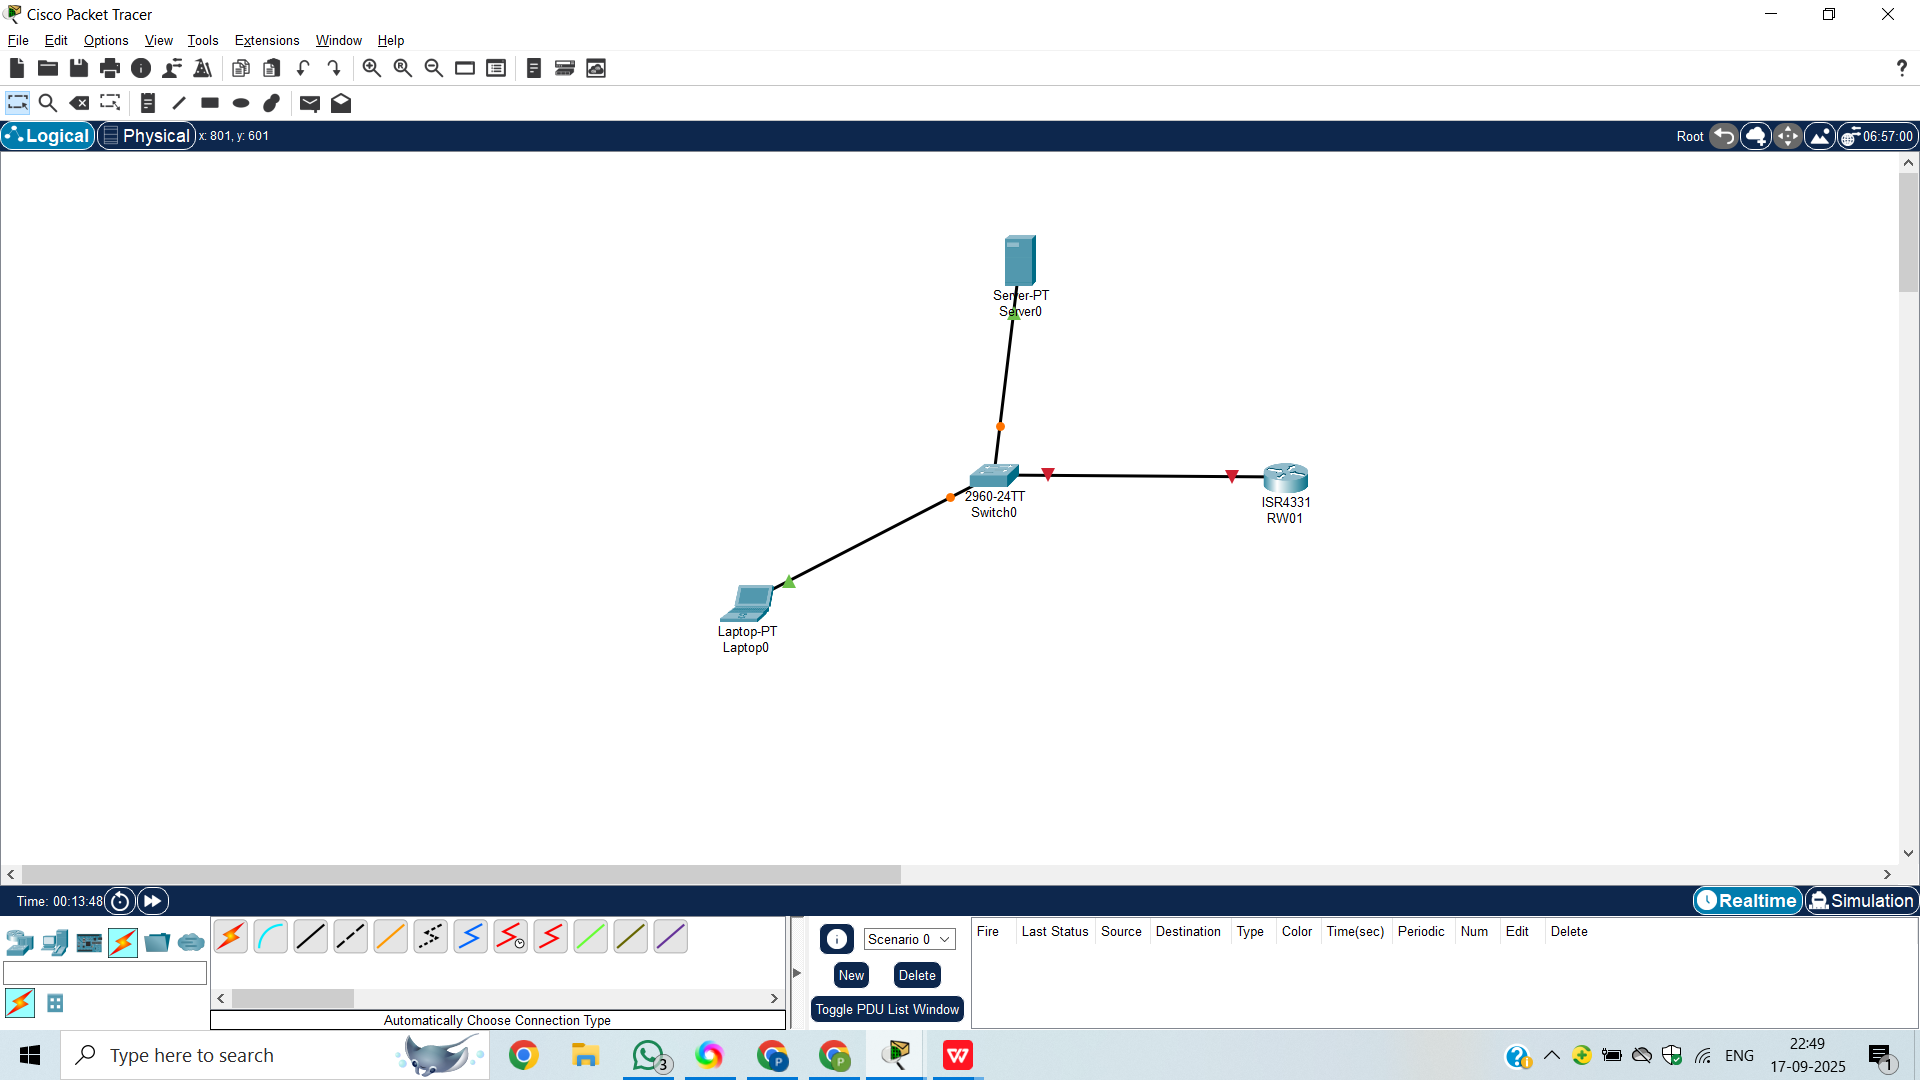 Cisco Packet Tracer
File Edit Options View Tools Extensions Window Help
?
Logical Physical x: 801, y: 601 Root 06:57:00
Server-PT
Server0
2960-24TT
Switch0
ISR4331
RW01
Laptop-PT
Laptop0
Time: 00:13:48 Realtime Simulation
Scenario 0
New Delete
Toggle PDU List Window
Fire Last Status Source Destination Type Color Time(sec) Periodic Num Edit Delete
Automatically Choose Connection Type
Type here to search
3
P
P
W
ENG
22:49
17-09-2025
1